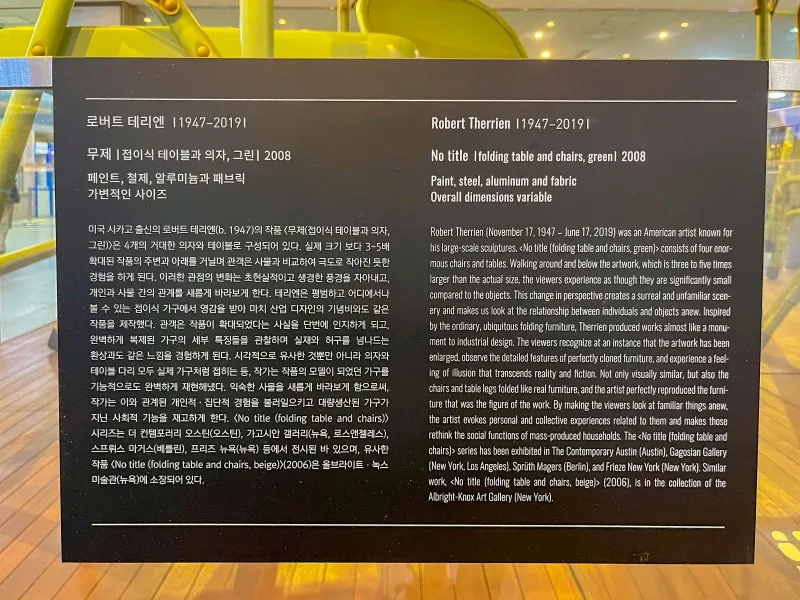 로버트 테리엔 |1947–2019|
무제 |접이식 테이블과 의자, 그린| 2008
페인트, 철제, 알루미늄과 패브릭
가변적인 사이즈
미국 시카고 출신의 로버트 테리엔(b. 1947)의 작품 〈무제(접이식 테이블과 의자,
그린)〉은 4개의 거대한 의자와 테이블로 구성되어 있다. 실제 크기 보다 3~5배
확대된 작품의 주변과 아래를 거닐며 관객은 사물과 비교하여 극도로 작아진 듯한
경험을 하게 된다. 이러한 관점의 변화는 초현실적이고 생경한 풍경을 자아내고,
개인과 사물 간의 관계를 새롭게 바라보게 한다. 테리엔은 평범하고 어디에서나
볼 수 있는 접이식 가구에서 영감을 받아 마치 산업 디자인의 기념비와도 같은
작품을 제작했다. 관객은 작품이 확대되었다는 사실을 단번에 인지하게 되고,
완벽하게 복제된 가구의 세부 특징들을 관찰하며 실재와 허구를 넘나드는
환상과도 같은 느낌을 경험하게 된다. 시각적으로 유사한 것뿐만 아니라 의자와
테이블 다리 모두 실제 가구처럼 접히는 등, 작가는 작품의 모델이 되었던 가구를
기능적으로도 완벽하게 재현해냈다. 익숙한 사물을 새롭게 바라보게 함으로써,
작가는 이와 관계된 개인적·집단적 경험을 불러일으키고 대량생산된 가구가
지닌 사회적 기능을 재고하게 한다. 〈No title (folding table and chairs)〉
시리즈는 더 컨템포러리 오스틴(오스틴), 가고시안 갤러리(뉴욕, 로스앤젤레스),
스프뤼스 마거스(베를린), 프리즈 뉴욕(뉴욕) 등에서 전시된 바 있으며, 유사한
작품 〈No title (folding table and chairs, beige)〉(2006)은 올브라이트·녹스
미술관(뉴욕)에 소장되어 있다.
Robert Therrien |1947–2019|
No title |folding table and chairs, green| 2008
Paint, steel, aluminum and fabric
Overall dimensions variable
Robert Therrien (November 17, 1947 – June 17, 2019) was an American artist known for
his large-scale sculptures. <No title (folding table and chairs, green)> consists of four enor-
mous chairs and tables. Walking around and below the artwork, which is three to five times
larger than the actual size, the viewers experience as though they are significantly small
compared to the objects. This change in perspective creates a surreal and unfamiliar scen-
ery and makes us look at the relationship between individuals and objects anew. Inspired
by the ordinary, ubiquitous folding furniture, Therrien produced works almost like a monu-
ment to industrial design. The viewers recognize at an instance that the artwork has been
enlarged, observe the detailed features of perfectly cloned furniture, and experience a feel-
ing of illusion that transcends reality and fiction. Not only visually similar, but also the
chairs and table legs folded like real furniture, and the artist perfectly reproduced the furni-
ture that was the figure of the work. By making the viewers look at familiar things anew,
the artist evokes personal and collective experiences related to them and makes those
rethink the social functions of mass-produced households. The <No title (folding table and
chairs)> series has been exhibited in The Contemporary Austin (Austin), Gagosian Gallery
(New York, Los Angeles), Sprüth Magers (Berlin), and Frieze New York (New York). Similar
work, <No title (folding table and chairs, beige)> (2006), is in the collection of the
Albright-Knox Art Gallery (New York).